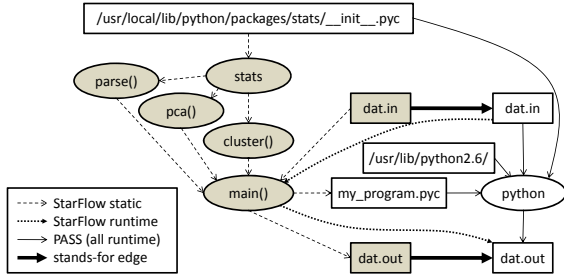 /usr/local/lib/python/packages/stats/__init__.pyc
parse()
stats
pca()
dat.in
dat.in
cluster()
/usr/lib/python2.6/
main()
my_program.pyc
python
StarFlow static
StarFlow runtime
PASS (all runtime)
stands-for edge
dat.out
dat.out